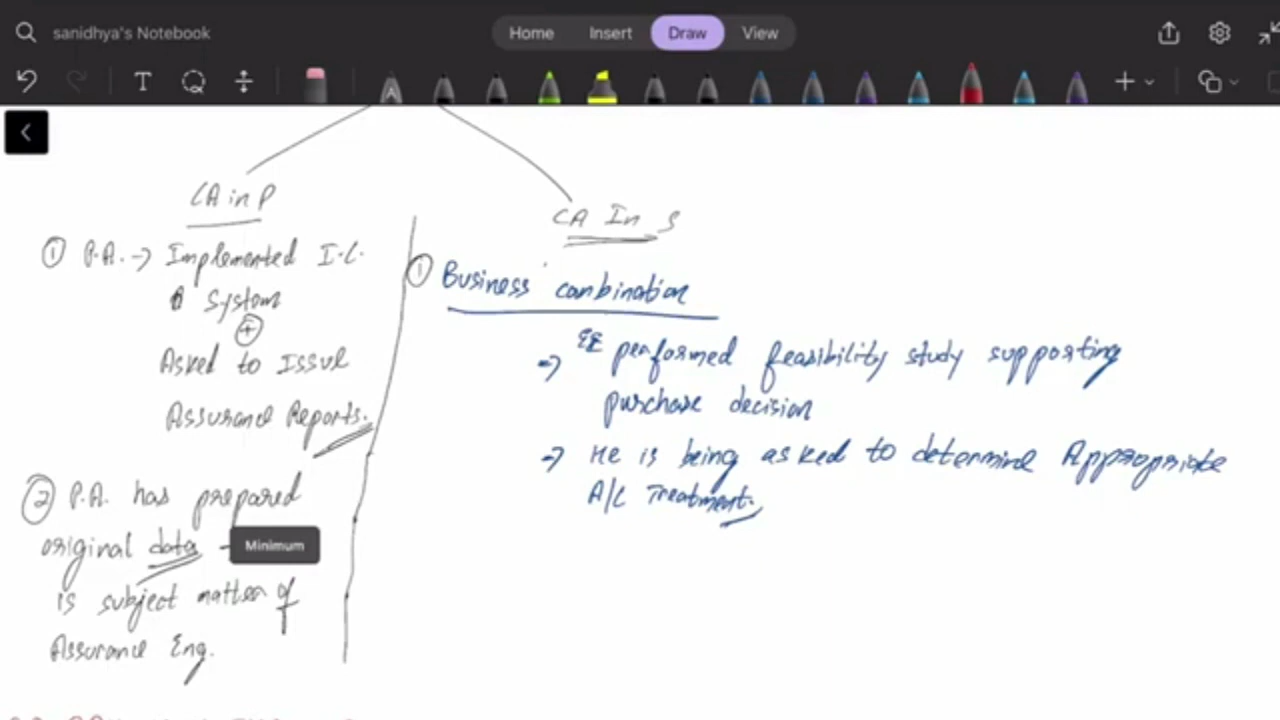 sanidhya's Notebook
Home Insert Draw View
CA in P
① P.A. → Implemented I.C.
System
+
Asked to Issue
Assurance Reports.
② P.A. has prepared
original data →
Minimum
is subject matter of
Assurance Eng.
CA In S
① Business combination
→ EE performed feasibility study supporting
purchase decision
→ He is being asked to determine Appropriate
A/C Treatment.